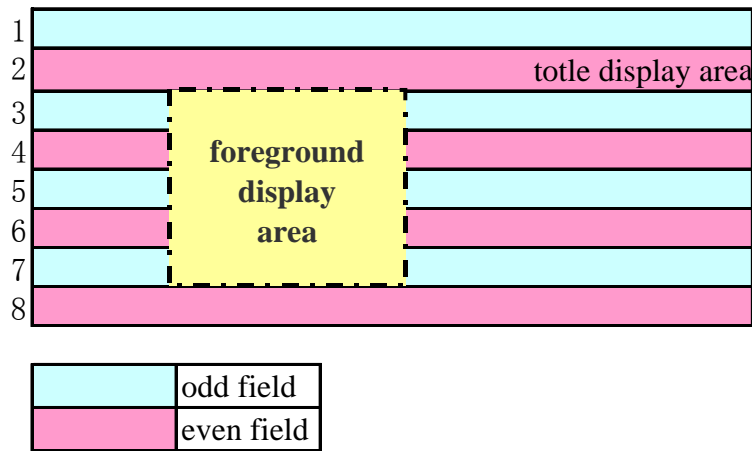 1
2 totle display area
3
4 foreground
5 display
6 area
7
8
odd field
even field